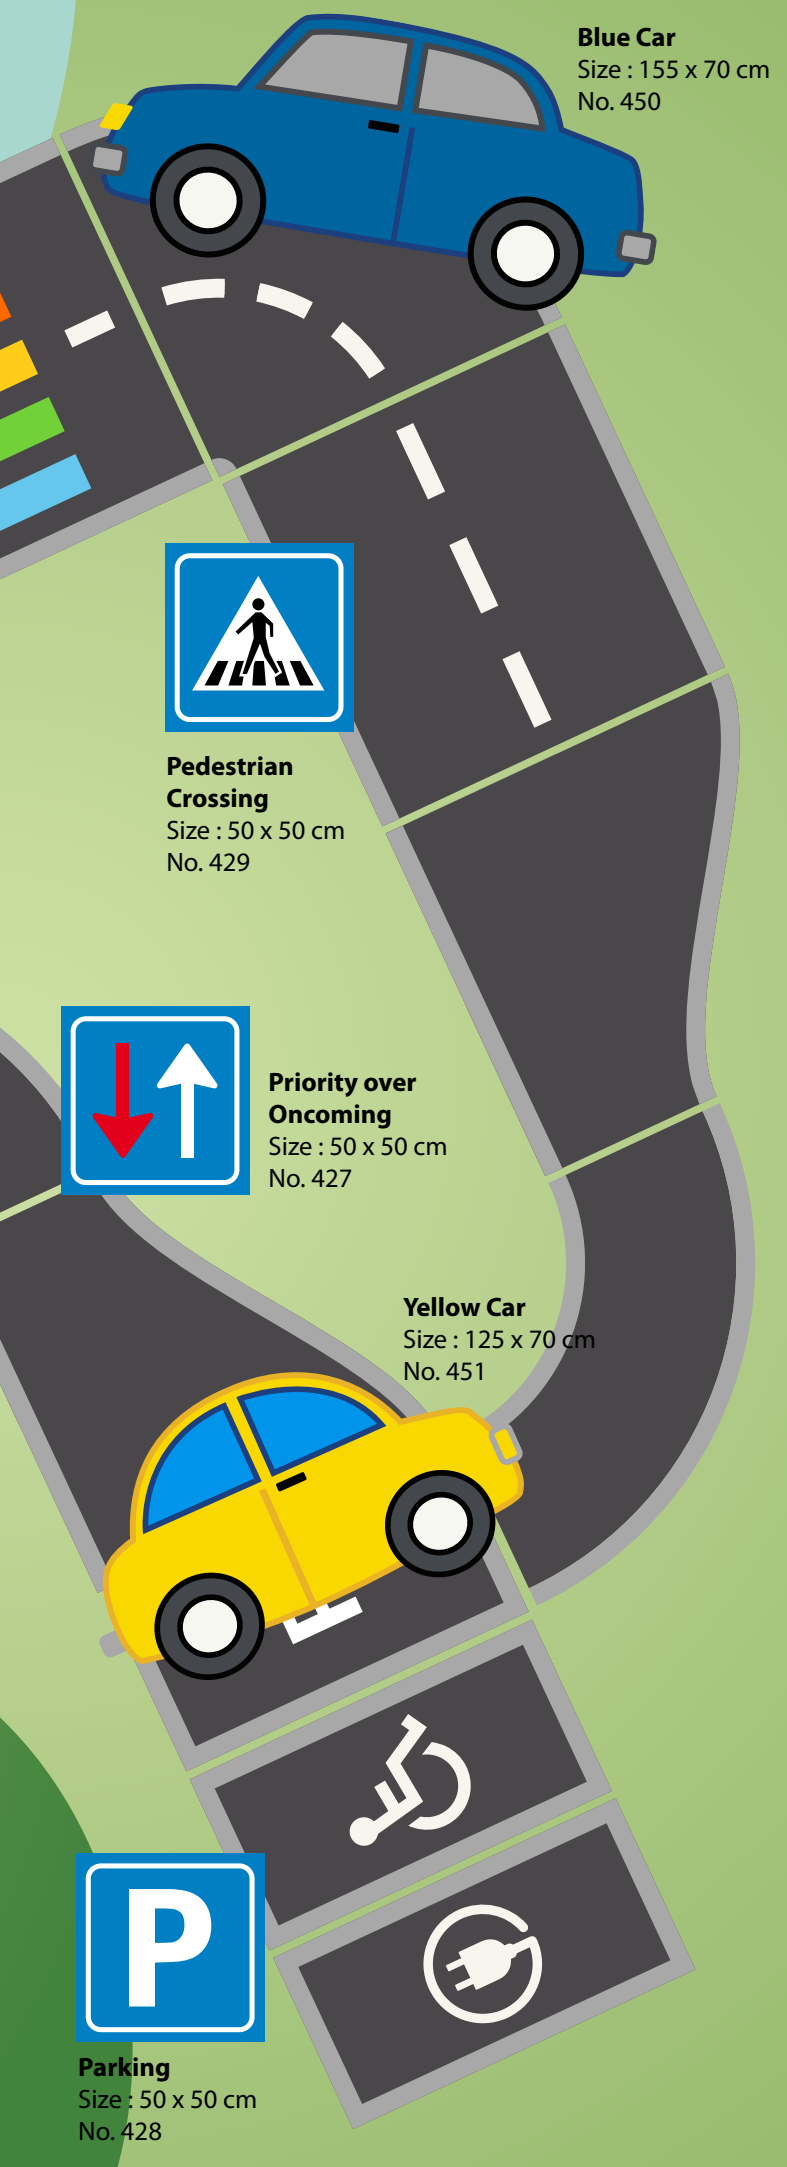 Blue Car
Size : 155 x 70 cm
No. 450
Pedestrian
Crossing
Size : 50 x 50 cm
No. 429
Priority over
Oncoming
Size : 50 x 50 cm
No. 427
Yellow Car
Size : 125 x 70 cm
No. 451
P
Parking
Size : 50 x 50 cm
No. 428